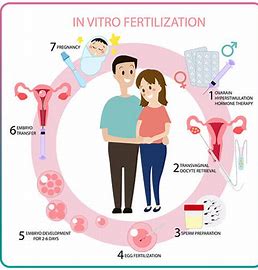 IN VITRO FERTILIZATION
1 OVARAIN
HYPERSTIMULATION
HORMONE THERAPY
2 TRANSVAGINAL
OOCYTE RETRIEVAL
3 SPERM PREPARATION
4 EGG FERTILIZATION
5 EMBRYO DEVELOPMENT
FOR 2-6 DAYS
6 EMBRYO
TRANSFER
7 PREGNANCY